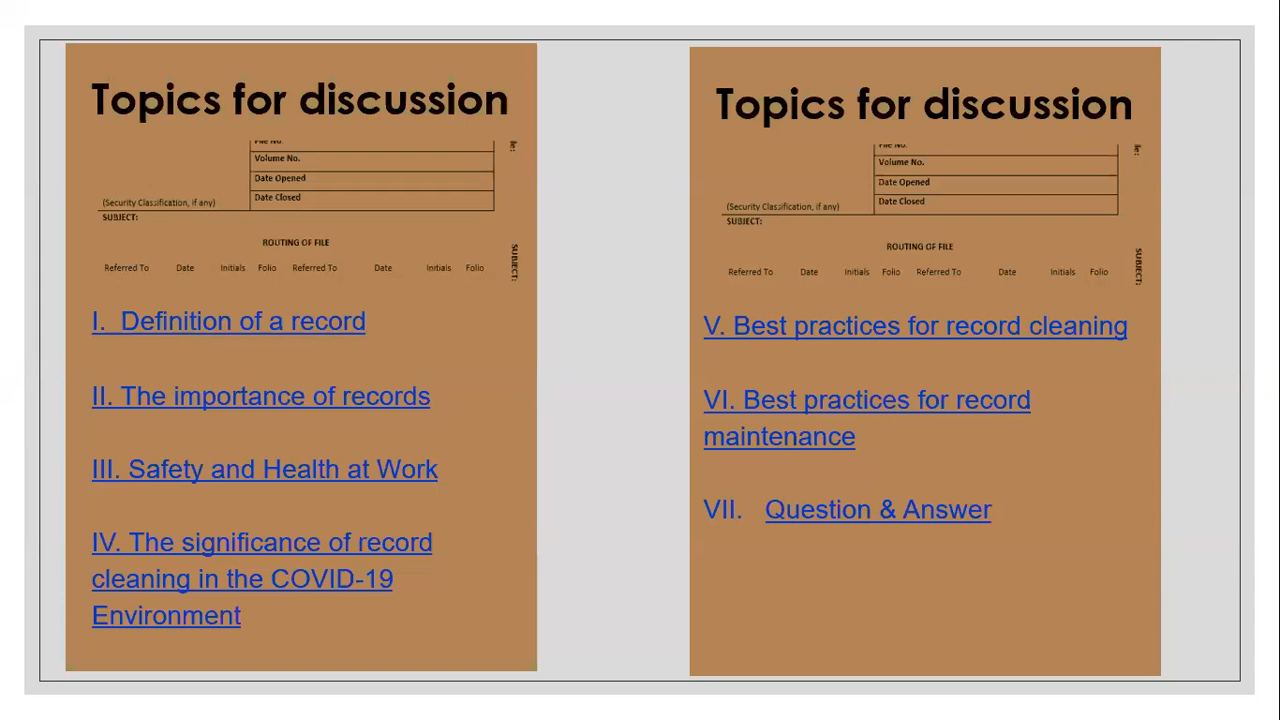 Topics for discussion
Volume No.
Date Opened
(Security Classification, if any)
Date Closed
SUBJECT:
ROUTING OF FILE
SUBJECT:
Referred To Date Initials Folio Referred To Date Initials Folio
I. Definition of a record
II. The importance of records
III. Safety and Health at Work
IV. The significance of record
cleaning in the COVID-19
Environment
Topics for discussion
Volume No.
Date Opened
(Security Classification, if any)
Date Closed
SUBJECT:
ROUTING OF FILE
SUBJECT:
Referred To Date Initials Folio Referred To Date Initials Folio
V. Best practices for record cleaning
VI. Best practices for record
maintenance
VII. Question & Answer